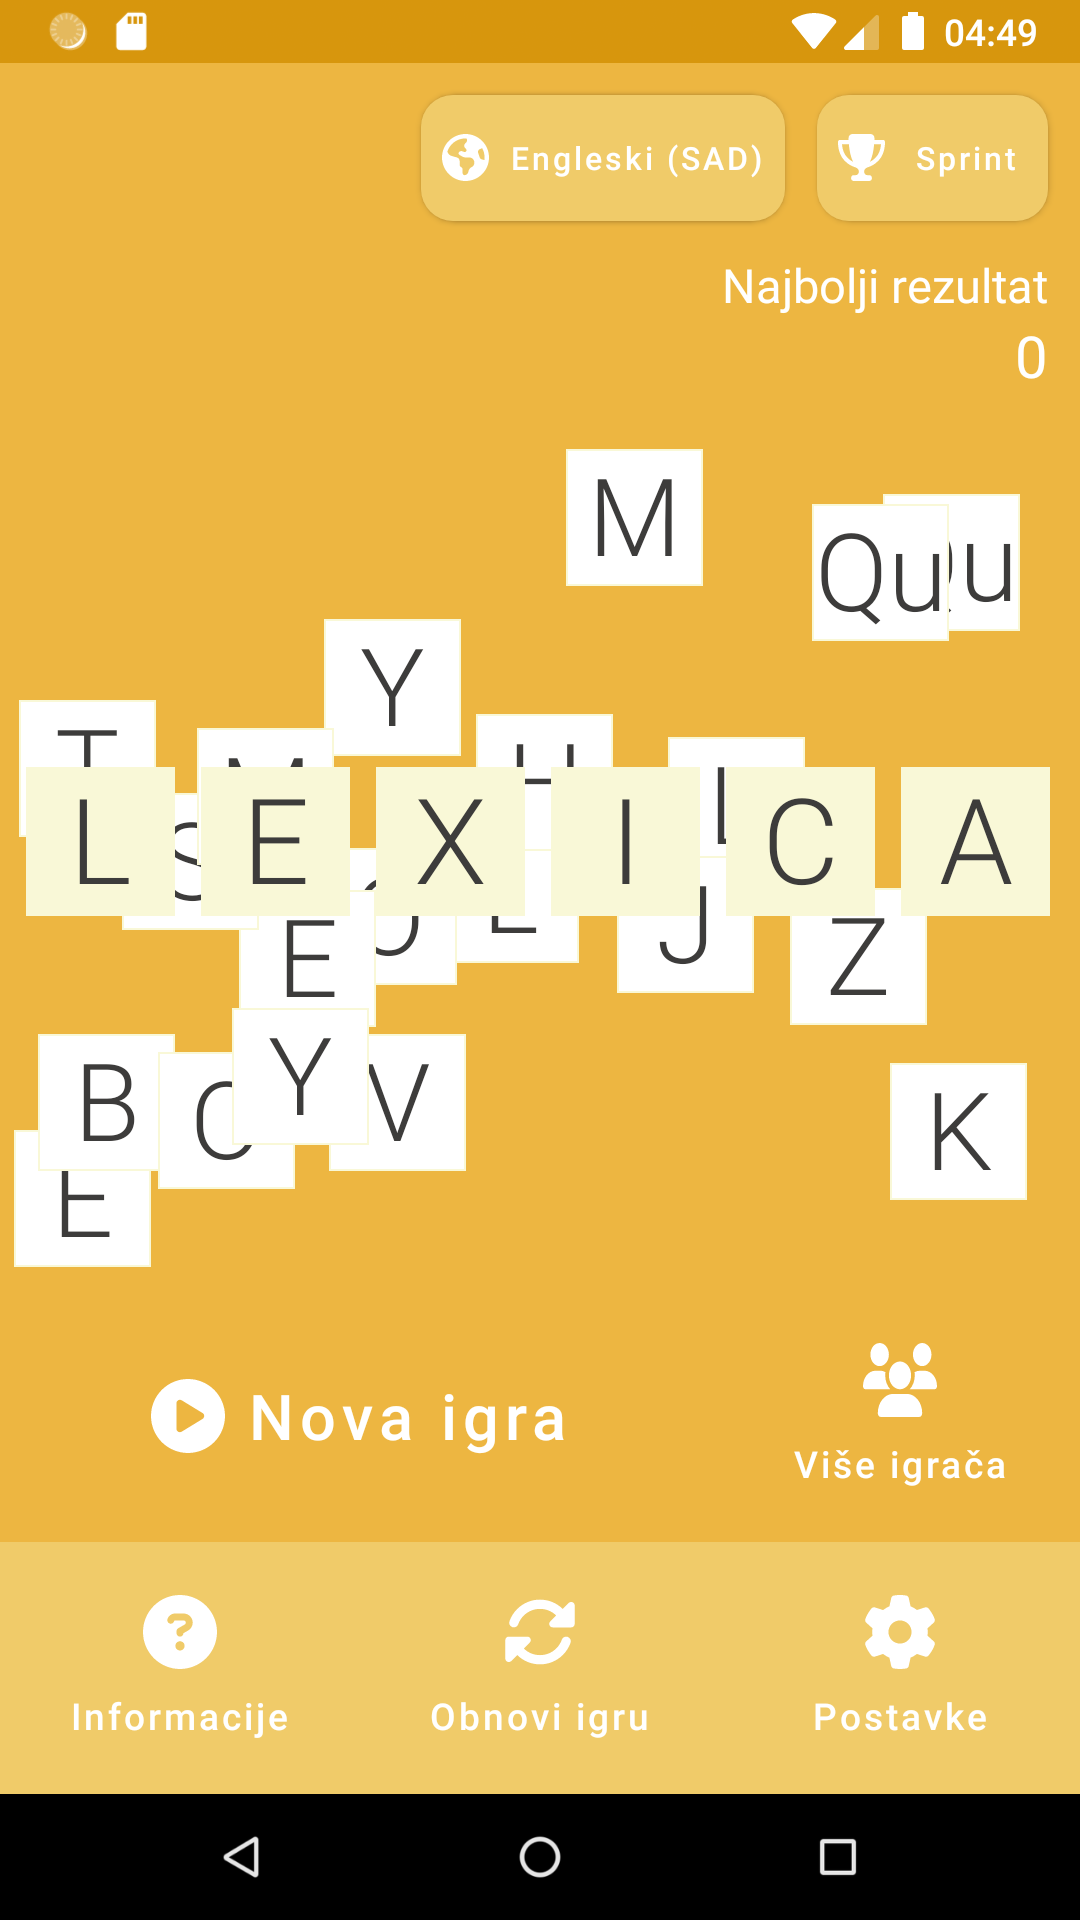 04:49
Engleski (SAD)
Sprint
Najbolji rezultat
0
M
Qu
Y
L E X I C A
E
J
Z
B
Y
V
K
E
Nova igra
Više igrača
Informacije
Obnovi igru
Postavke